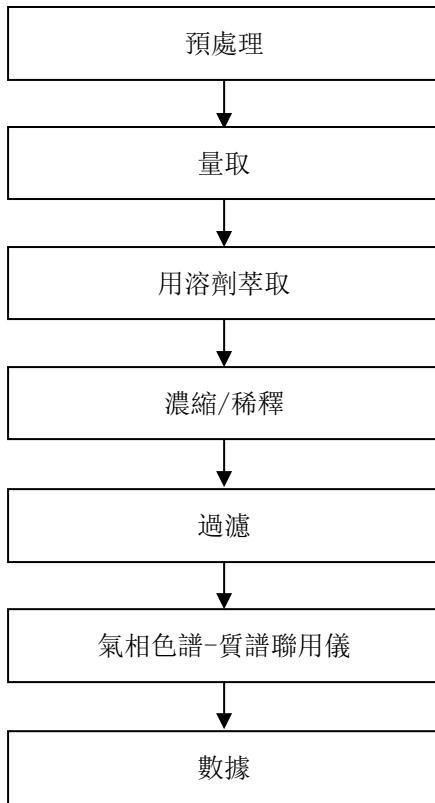 預處理
量取
用溶劑萃取
濃縮/稀釋
過濾
氣相色譜-質譜聯用儀
數據